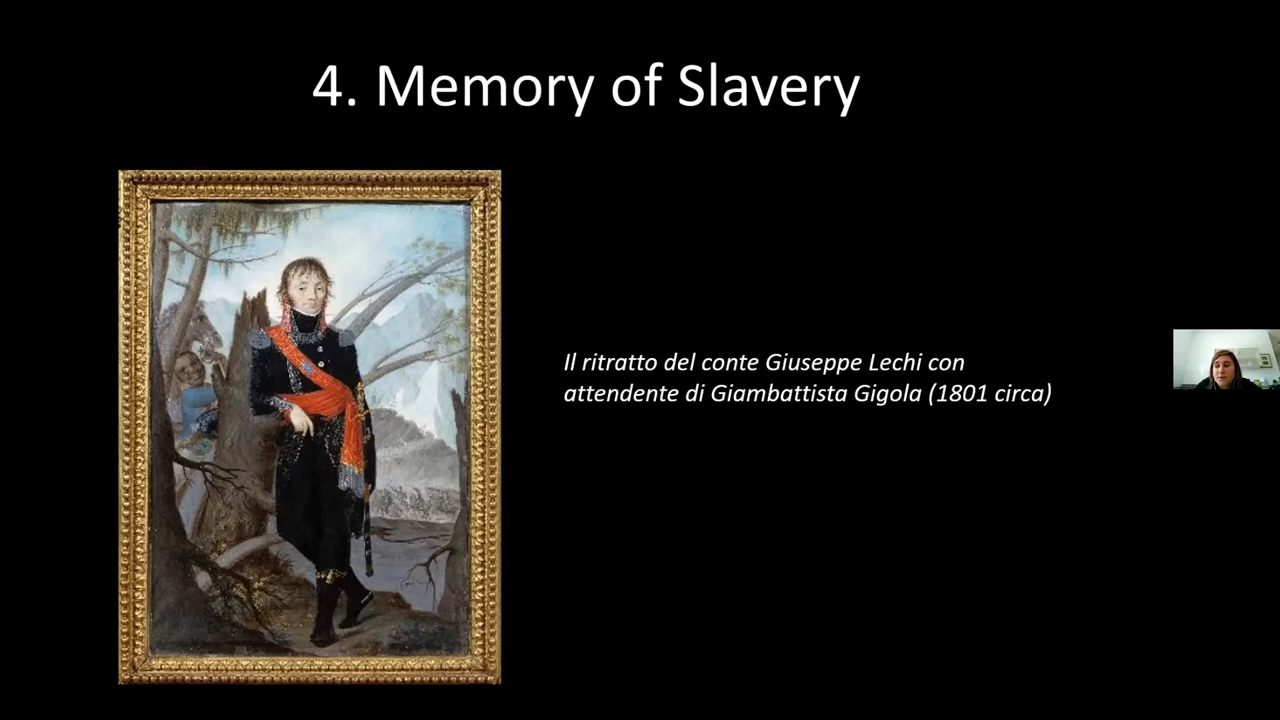 4. Memory of Slavery
Il ritratto del conte Giuseppe Lechi con
attendente di Giambattista Gigola (1801 circa)